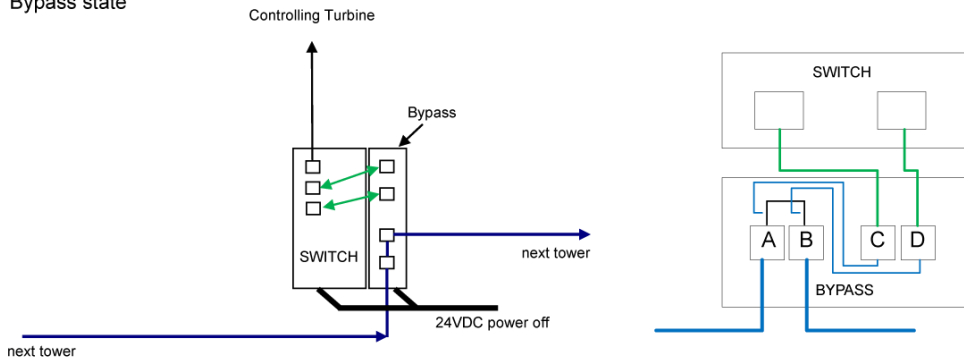 Bypass state
Controlling Turbine
Bypass
SWITCH
next tower
24VDC power off
next tower
SWITCH
A B C D
BYPASS